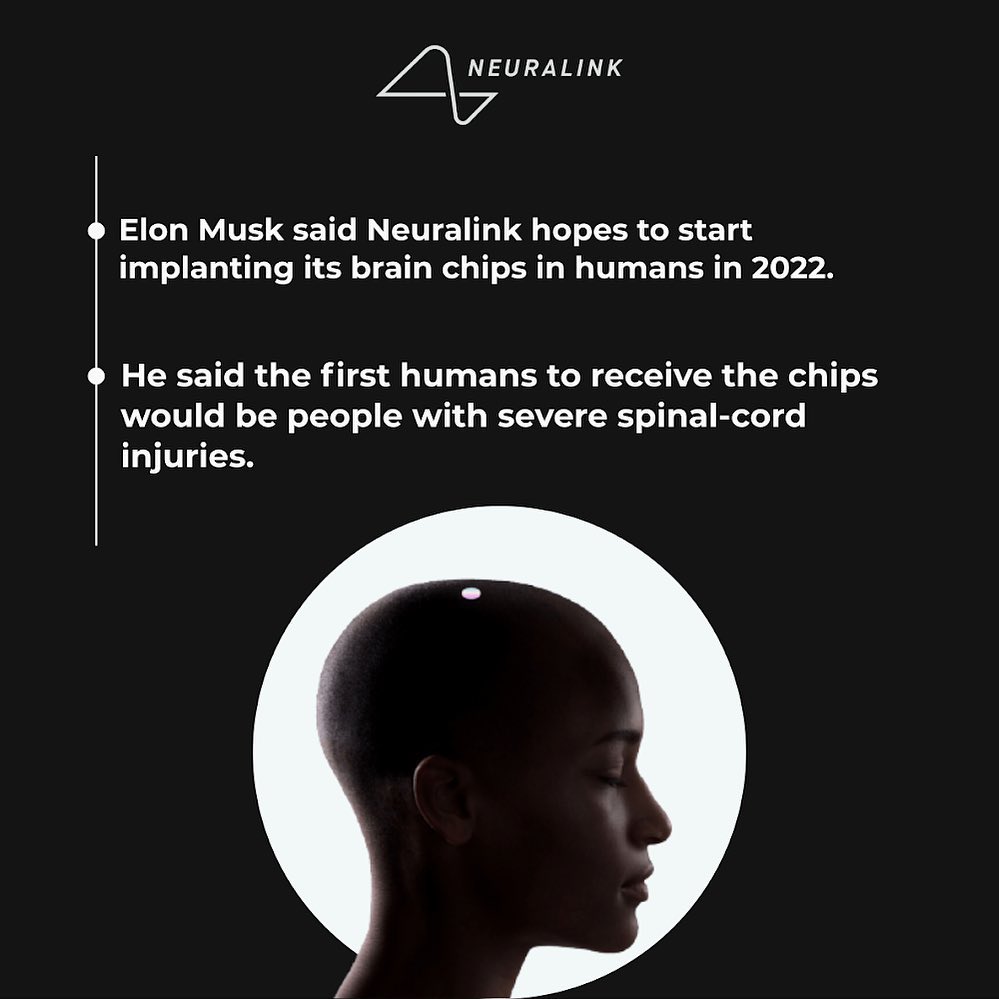 NEURALINK
Elon Musk said Neuralink hopes to start
implanting its brain chips in humans in 2022.
He said the first humans to receive the chips
would be people with severe spinal-cord
injuries.